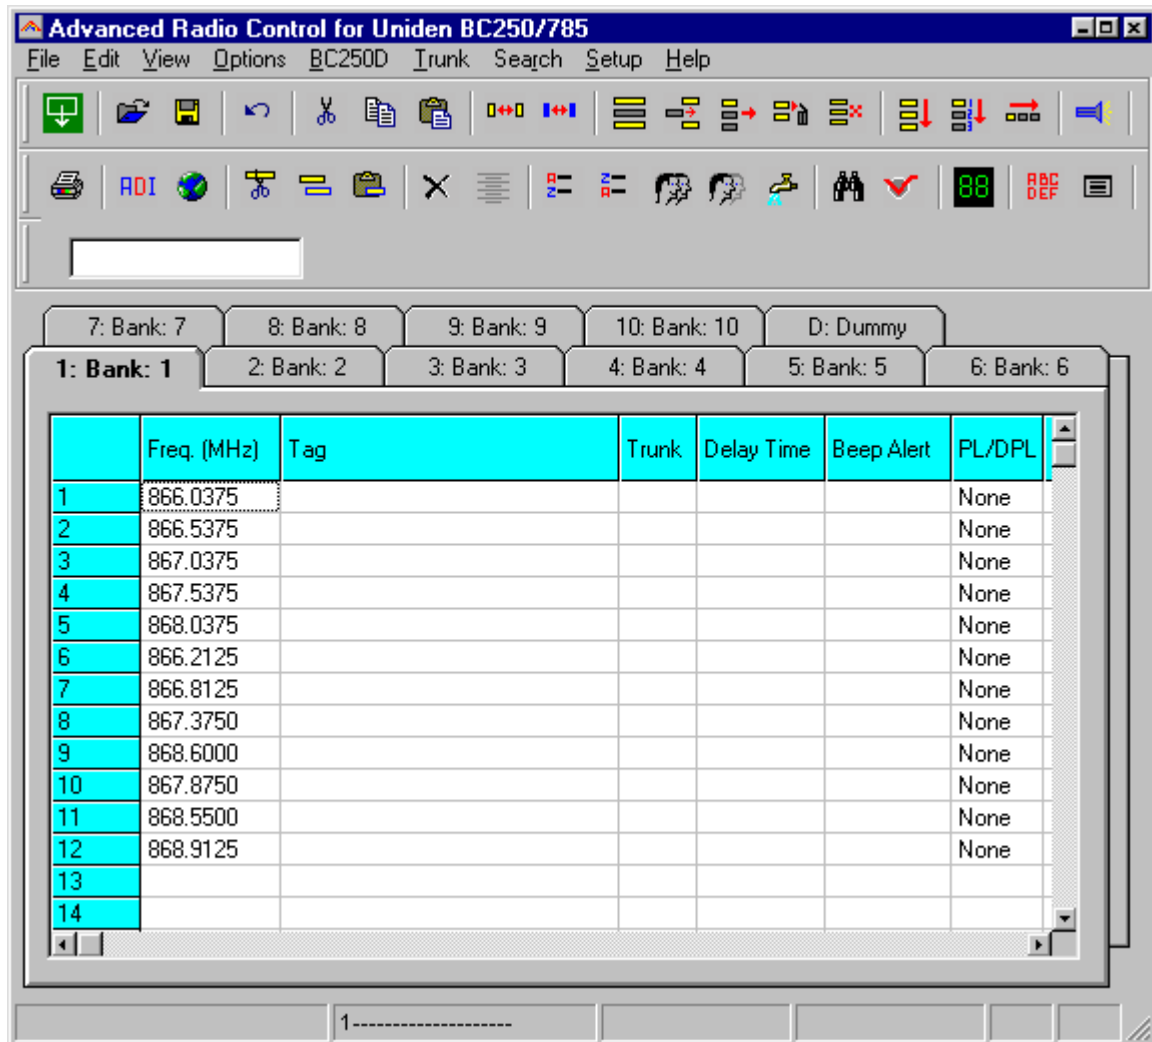 Advanced Radio Control for Uniden BC250/785
File Edit View Options BC250D Trunk Search Setup Help
ADI A Z Z A 88 ABC DEF
7: Bank: 7 8: Bank: 8 9: Bank: 9 10: Bank: 10 D: Dummy
1: Bank: 1 2: Bank: 2 3: Bank: 3 4: Bank: 4 5: Bank: 5 6: Bank: 6
Freq. (MHz) Tag Trunk Delay Time Beep Alert PL/DPL
1 866.0375 None
2 866.5375 None
3 867.0375 None
4 867.5375 None
5 868.0375 None
6 866.2125 None
7 866.8125 None
8 867.3750 None
9 868.6000 None
10 867.8750 None
11 868.5500 None
12 868.9125 None
13
14
1--------------------